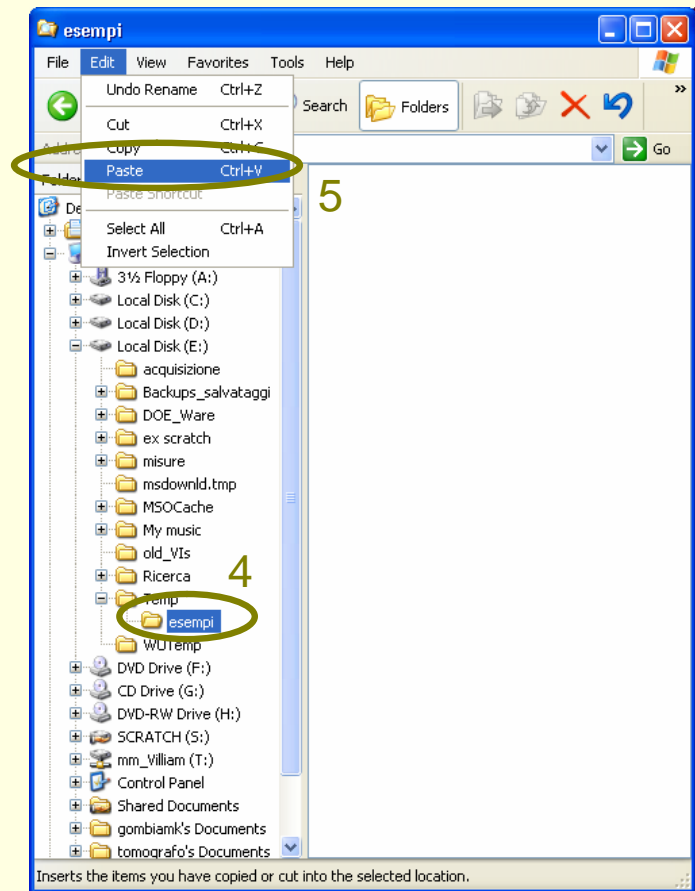 esempi
File Edit View Favorites Tools Help
Undo Rename Ctrl+Z
Search Folders »
Cut Ctrl+X
Copy Ctrl+C
Go
Paste Ctrl+V
5
Paste Shortcut
Select All Ctrl+A
Invert Selection
3½ Floppy (A:)
Local Disk (C:)
Local Disk (D:)
Local Disk (E:)
acquisizione
Backups_salvataggi
DOE_Ware
ex scratch
misure
msdownld.tmp
MSOCache
My music
old_VIs
Ricerca
4
Temp
esempi
WUTemp
DVD Drive (F:)
CD Drive (G:)
DVD-RW Drive (H:)
SCRATCH (S:)
mm_Villiam (T:)
Control Panel
Shared Documents
gombiamk's Documents
tomografo's Documents
Inserts the items you have copied or cut into the selected location.